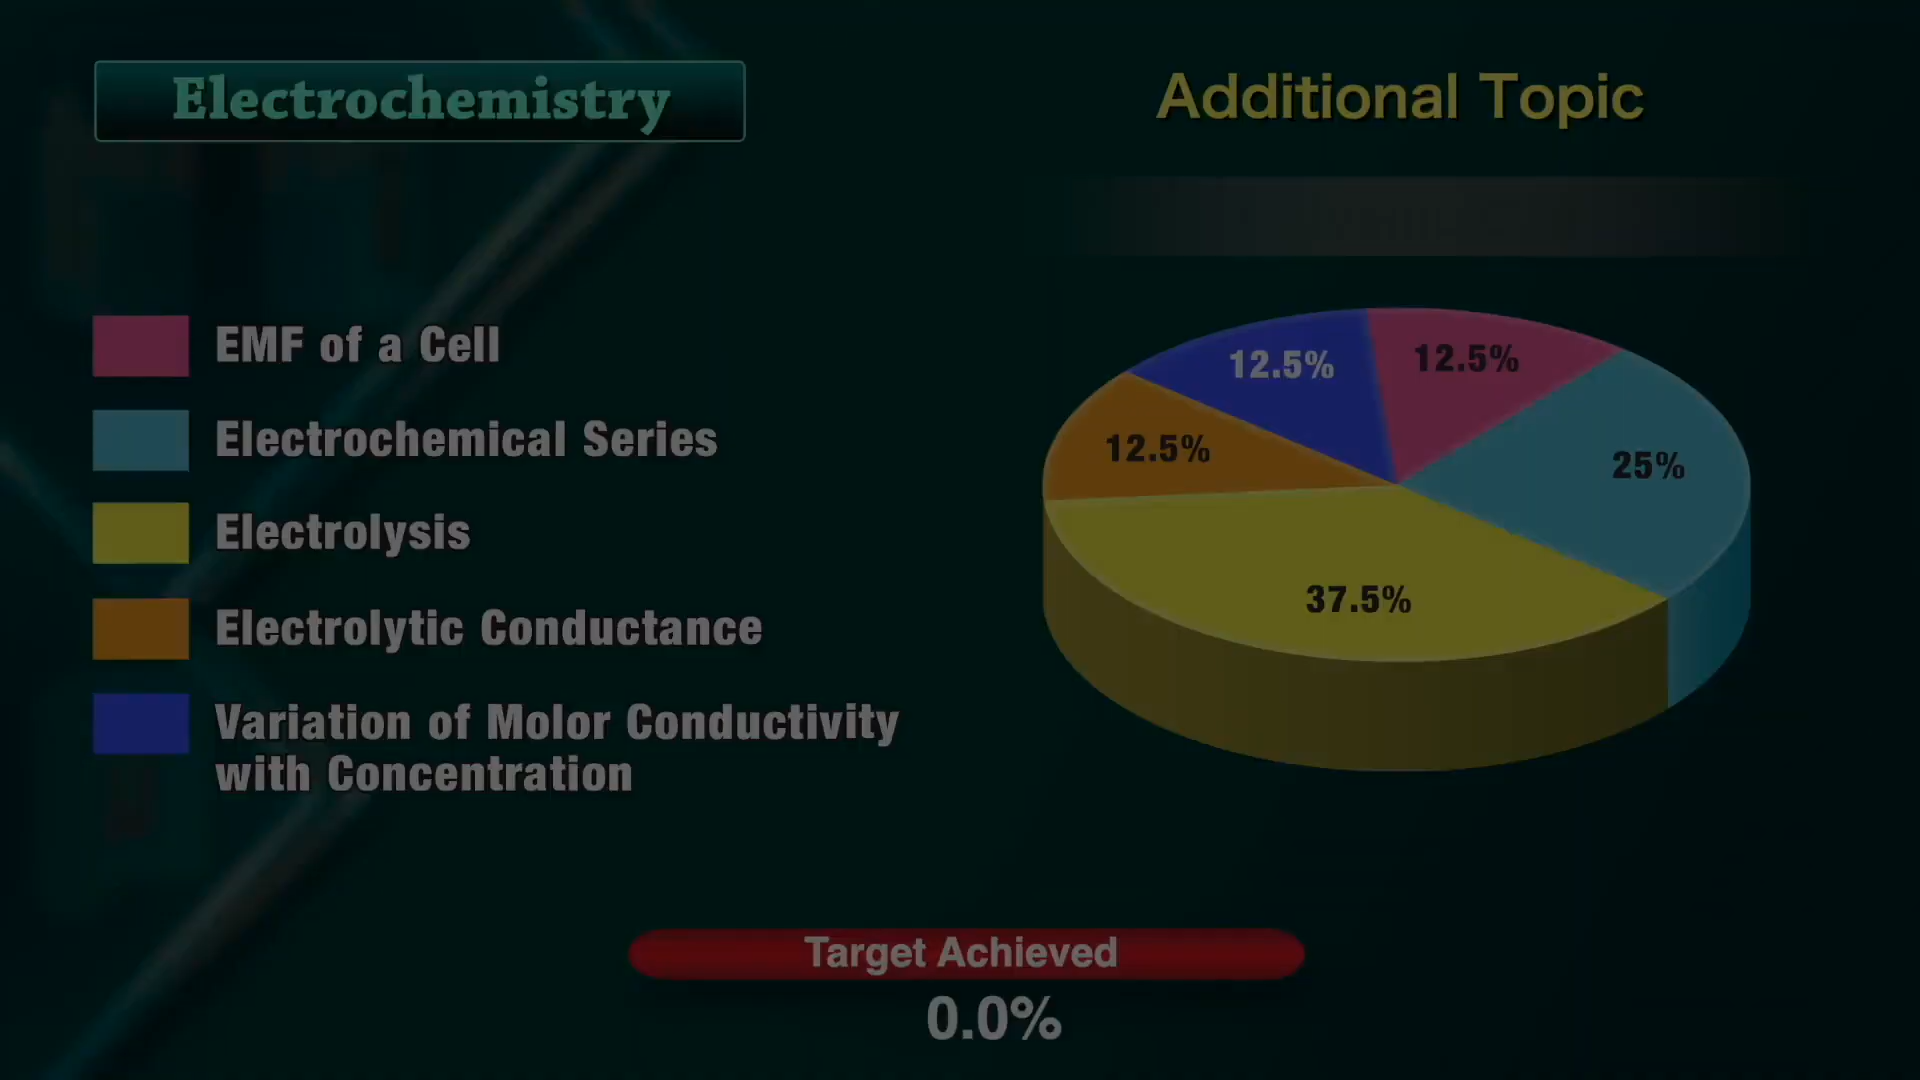 Electrochemistry
Additional Topic
EMF of a Cell
Electrochemical Series
Electrolysis
Electrolytic Conductance
Variation of Molor Conductivity
with Concentration
12.5%
12.5%
12.5%
25%
37.5%
Target Achieved
0.0%